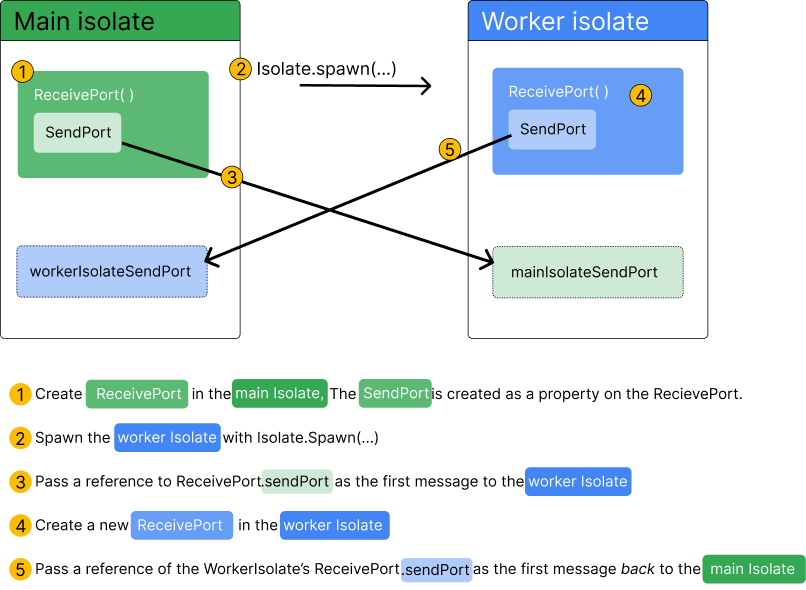 Main isolate
Worker isolate
1
2 Isolate.spawn(...)
ReceivePort( )
ReceivePort( )
4
SendPort
SendPort
5
3
workerIsolateSendPort
mainIsolateSendPort
1 Create ReceivePort in the main Isolate, The SendPort is created as a property on the RecievePort.
2 Spawn the worker Isolate with Isolate.Spawn(...)
3 Pass a reference to ReceivePort.sendPort as the first message to the worker Isolate
4 Create a new ReceivePort in the worker Isolate
5 Pass a reference of the WorkerIsolate's ReceivePort.sendPort as the first message back to the main Isolate